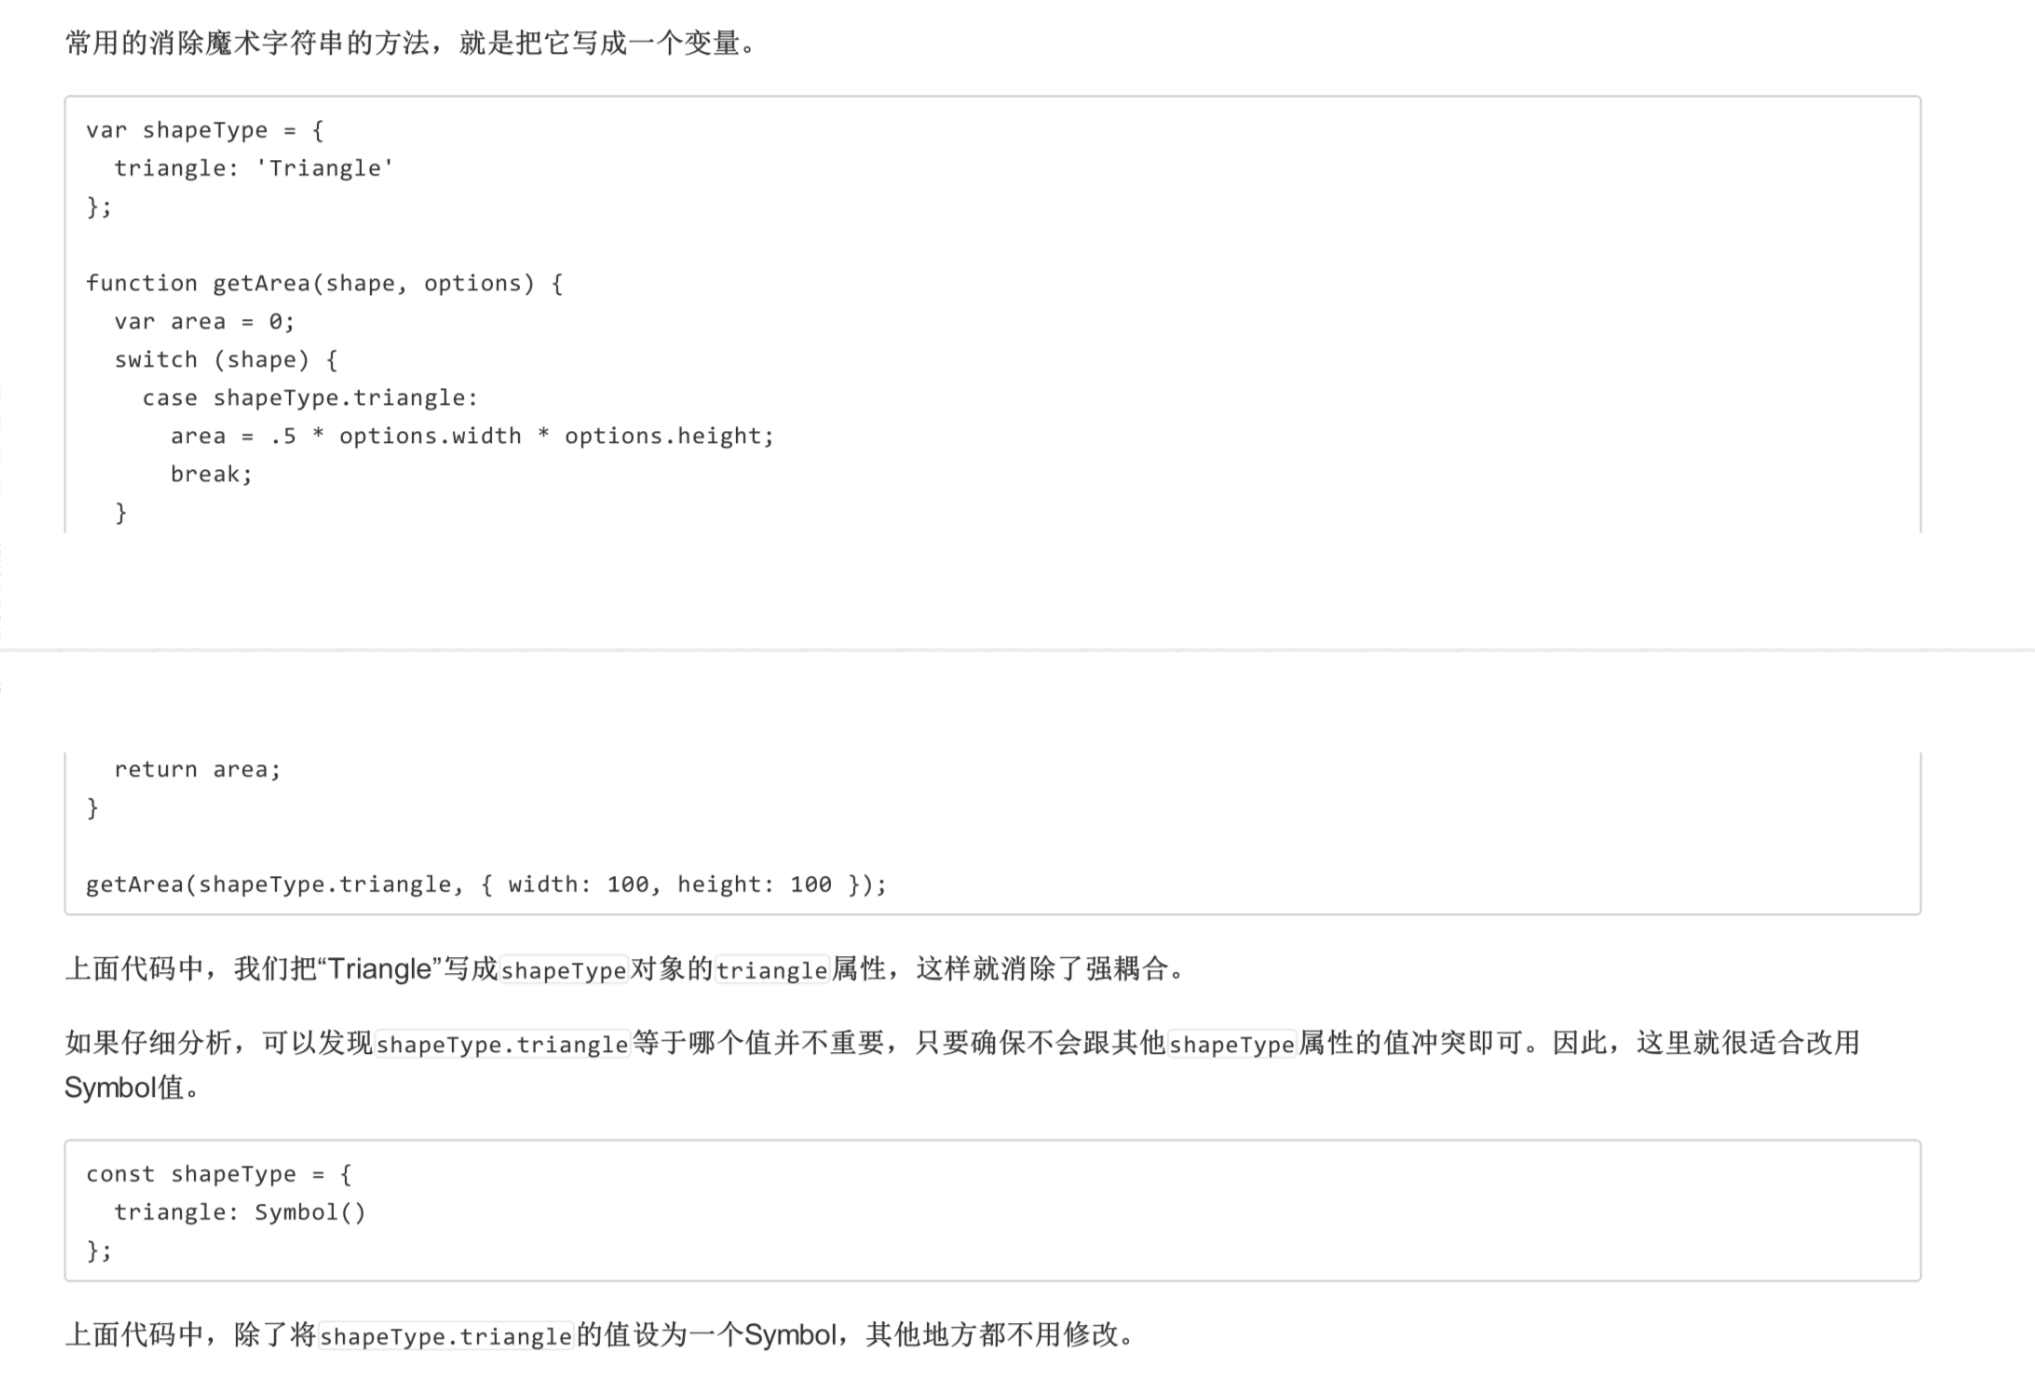 常用的消除魔术字符串的方法，就是把它写成一个变量。
var shapeType = {
  triangle: 'Triangle'
};

function getArea(shape, options) {
  var area = 0;
  switch (shape) {
    case shapeType.triangle:
      area = .5 * options.width * options.height;
      break;
  }
  return area;
}

getArea(shapeType.triangle, { width: 100, height: 100 });
上面代码中，我们把“Triangle”写成shapeType对象的triangle属性，这样就消除了强耦合。
如果仔细分析，可以发现shapeType.triangle等于哪个值并不重要，只要确保不会跟其他shapeType属性的值冲突即可。因此，这里就很适合改用
Symbol值。
const shapeType = {
  triangle: Symbol()
};
上面代码中，除了将shapeType.triangle的值设为一个Symbol，其他地方都不用修改。